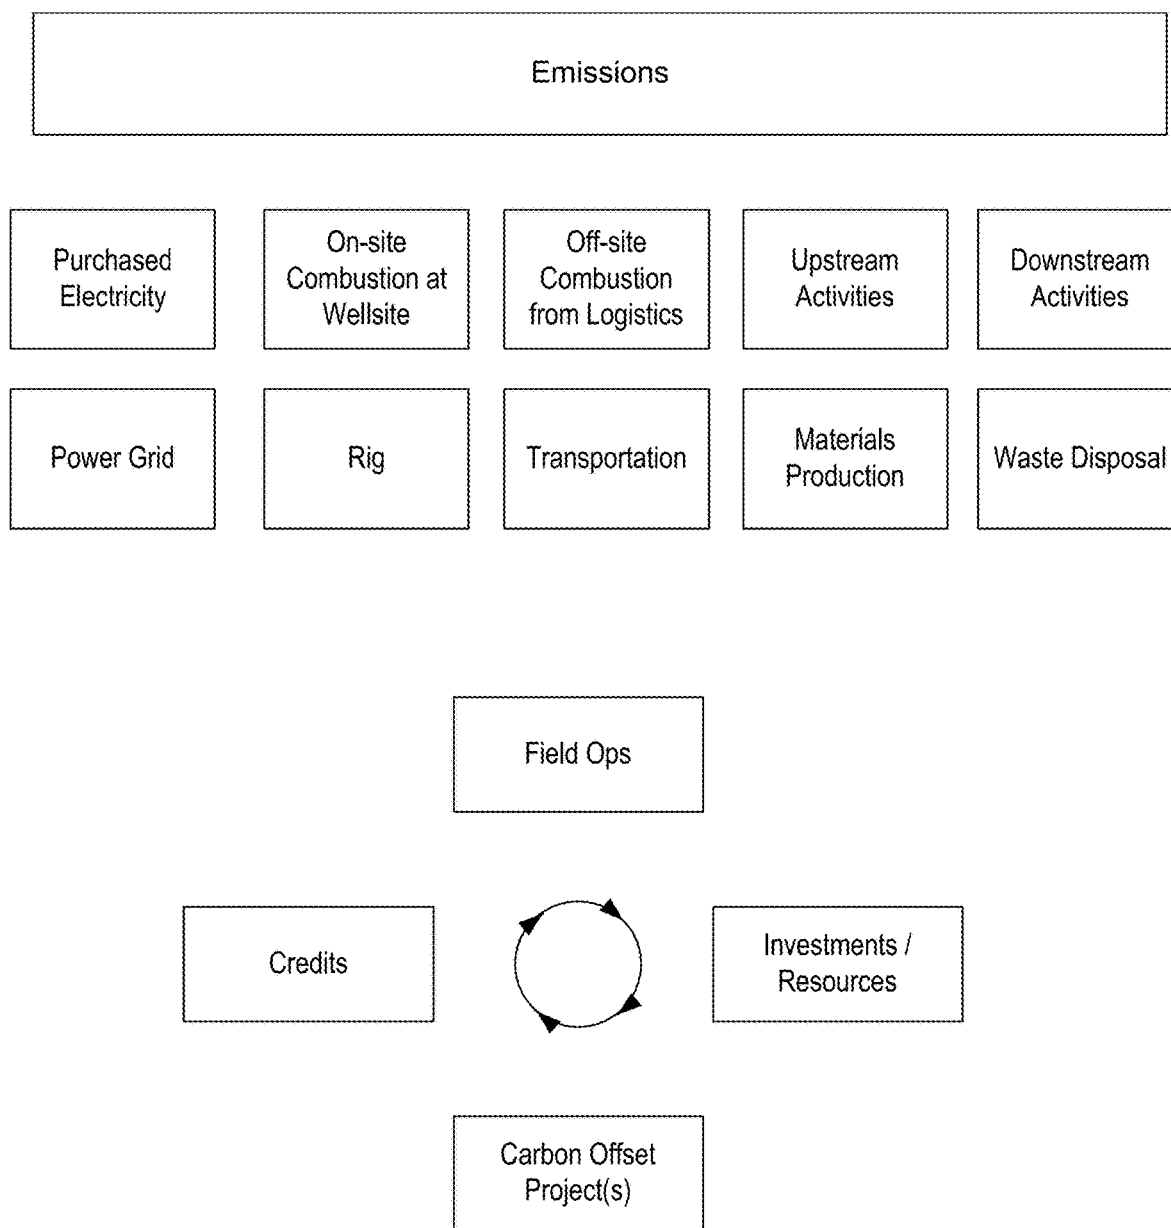 Emissions
Purchased
Electricity
On-site
Combustion at
Wellsite
Off-site
Combustion
from Logistics
Upstream
Activities
Downstream
Activities
Power Grid
Rig
Transportation
Materials
Production
Waste Disposal
Field Ops
Credits
Investments /
Resources
Carbon Offset
Project(s)